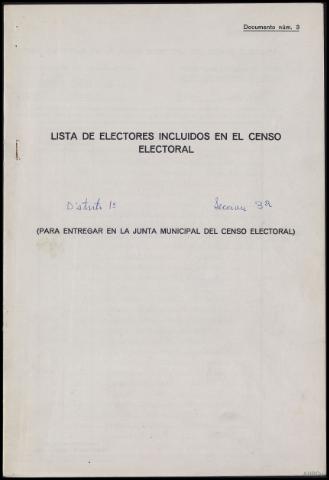 Documento núm. 3
LISTA DE ELECTORES INCLUIDOS EN EL CENSO
ELECTORAL
Distrito 1º Seccion 3ª
(PARA ENTREGAR EN LA JUNTA MUNICIPAL DEL CENSO ELECTORAL)